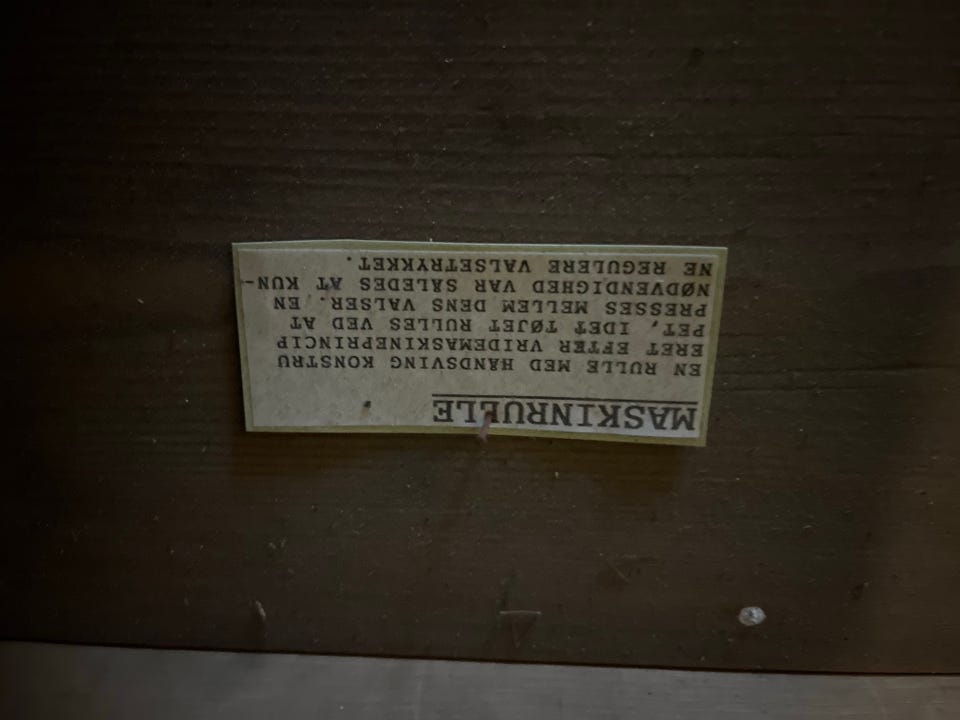 MASKINRULLE
EN RULLE MED HÅNDSVING KONSTRU
ERET EFTER VRIDEMASKINEPRINCIP
PET, IDET TØJET RULLES VED AT
PRESSES MELLEM DENS VALSER. EN
NØDVENDIGHED VAR SÅLEDES AT KUN-
NE REGULERE VALSETRYKKET.